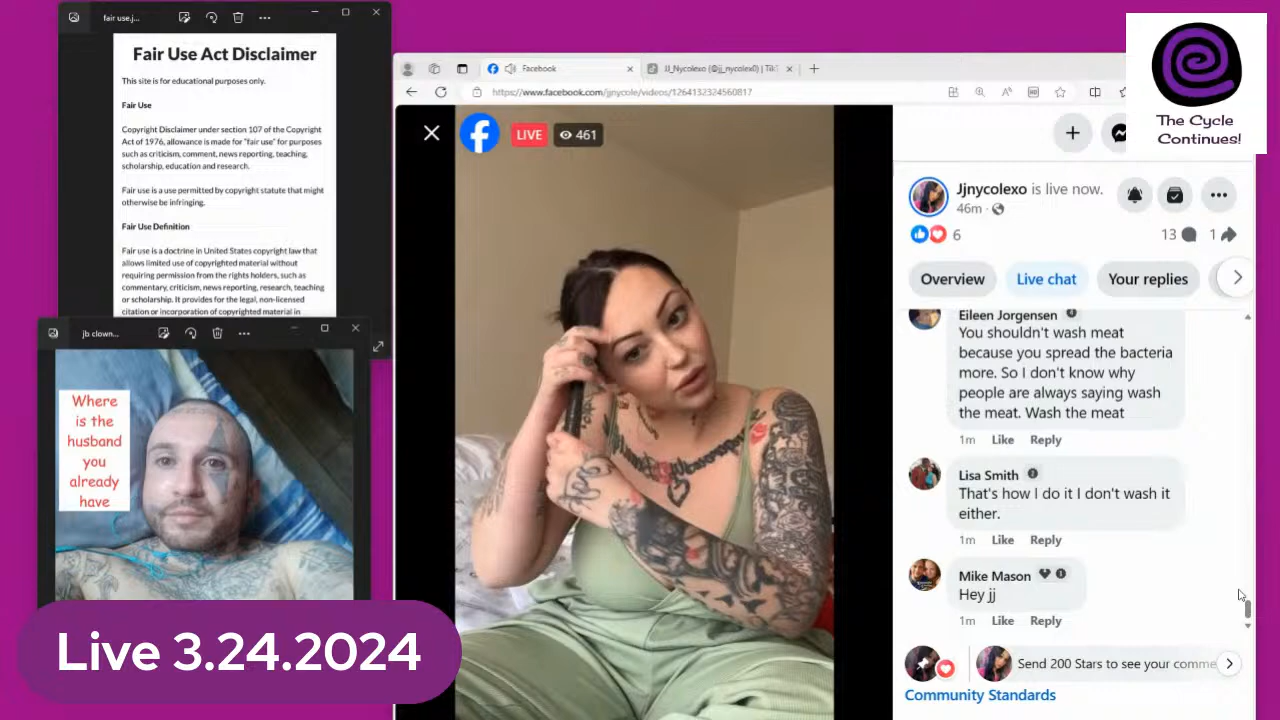 fair use.j...
Fair Use Act Disclaimer
This site is for educational purposes only.
Fair Use
Copyright Disclaimer under section 107 of the Copyright
Act of 1976, allowance is made for "fair use" for purposes
such as criticism, comment, news reporting, teaching,
scholarship, education and research.
Fair use is a use permitted by copyright statute that might
otherwise be infringing.
Fair Use Definition
Fair use is a doctrine in United States copyright law that
allows limited use of copyrighted material without
requiring permission from the rights holders, such as
commentary, criticism, news reporting, research, teaching
or scholarship. It provides for the legal, non-licensed
citation or incorporation of copyrighted material in
jb clown...
Where
is the
husband
you
already
have
Live 3.24.2024
Facebook
JJ_Nycolexo (@jj_nycolex0) | Tik
https://www.facebook.com/jjnycole/videos/1264132324560817
LIVE
461
The Cycle
Continues!
Jjnycolexo is live now.
46m
6
13
1
Overview
Live chat
Your replies
Eileen Jorgensen
You shouldn't wash meat
because you spread the bacteria
more. So I don't know why
people are always saying wash
the meat. Wash the meat
1m Like Reply
Lisa Smith
That's how I do it I don't wash it
either.
1m Like Reply
Mike Mason
Hey jj
1m Like Reply
Send 200 Stars to see your comme
Community Standards